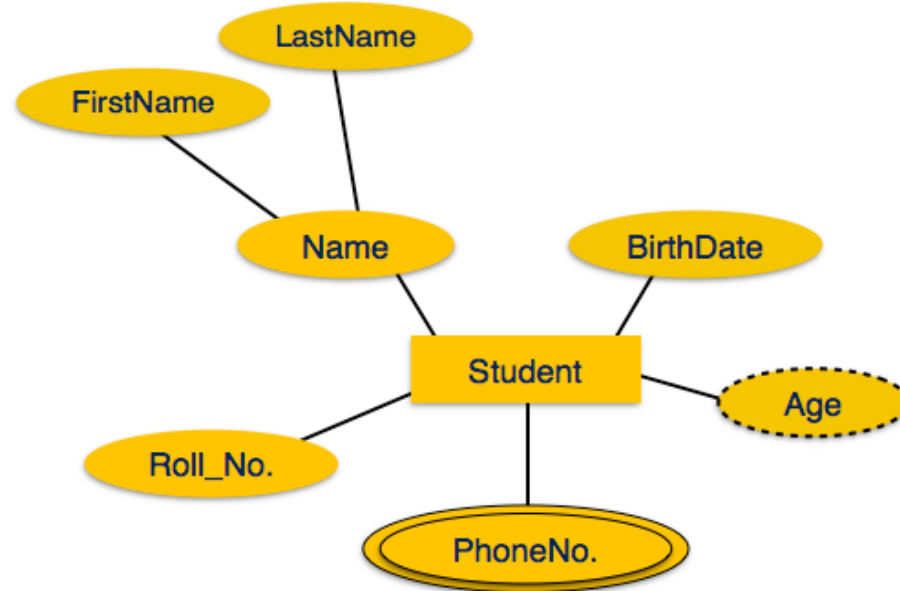 LastName
FirstName
Name
BirthDate
Student
Age
Roll_No.
PhoneNo.